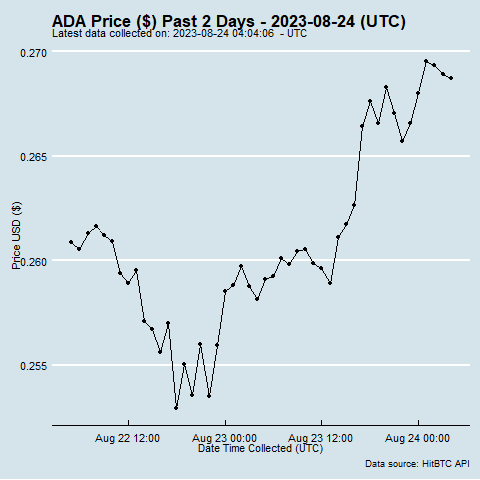 ADA Price ($) Past 2 Days - 2023-08-24 (UTC)
Latest data collected on: 2023-08-24 04:04:06 - UTC
0.270
0.265
0.260
0.255
Price USD ($)
Aug 22 12:00 Aug 23 00:00 Aug 23 12:00 Aug 24 00:00
Date Time Collected (UTC)
Data source: HitBTC API